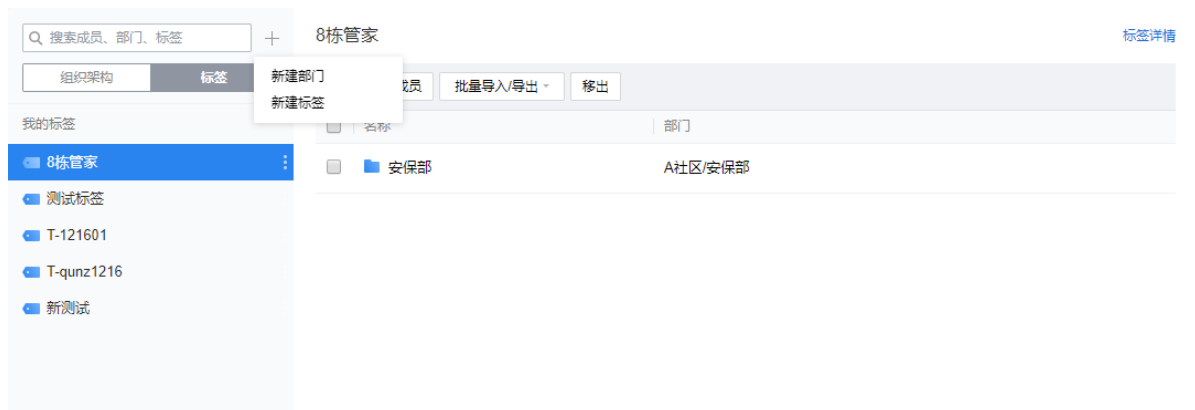 搜索成员、部门、标签
组织架构 标签
新建部门
新建标签
我的标签
8栋管家
测试标签
T-121601
T-qunz1216
新测试
8栋管家 标签详情
成员 批量导入/导出 移出
名称 部门
安保部 A社区/安保部